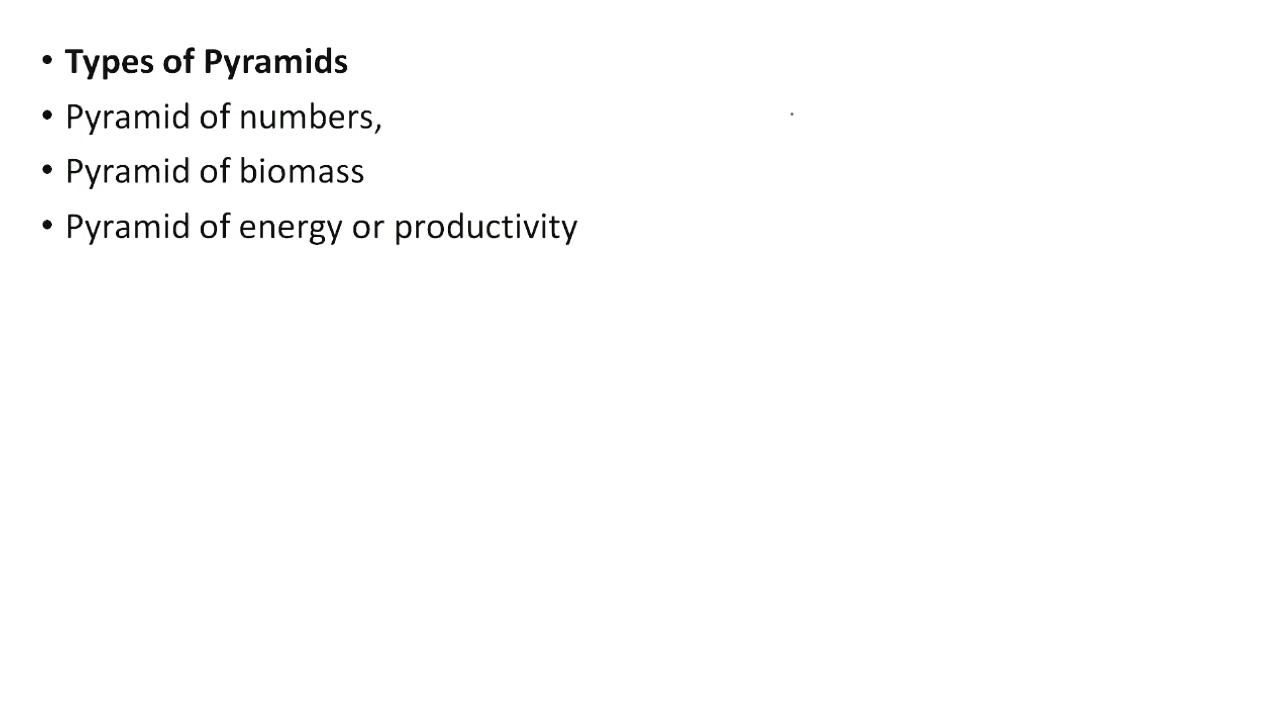 • Types of Pyramids
• Pyramid of numbers,
• Pyramid of biomass
• Pyramid of energy or productivity